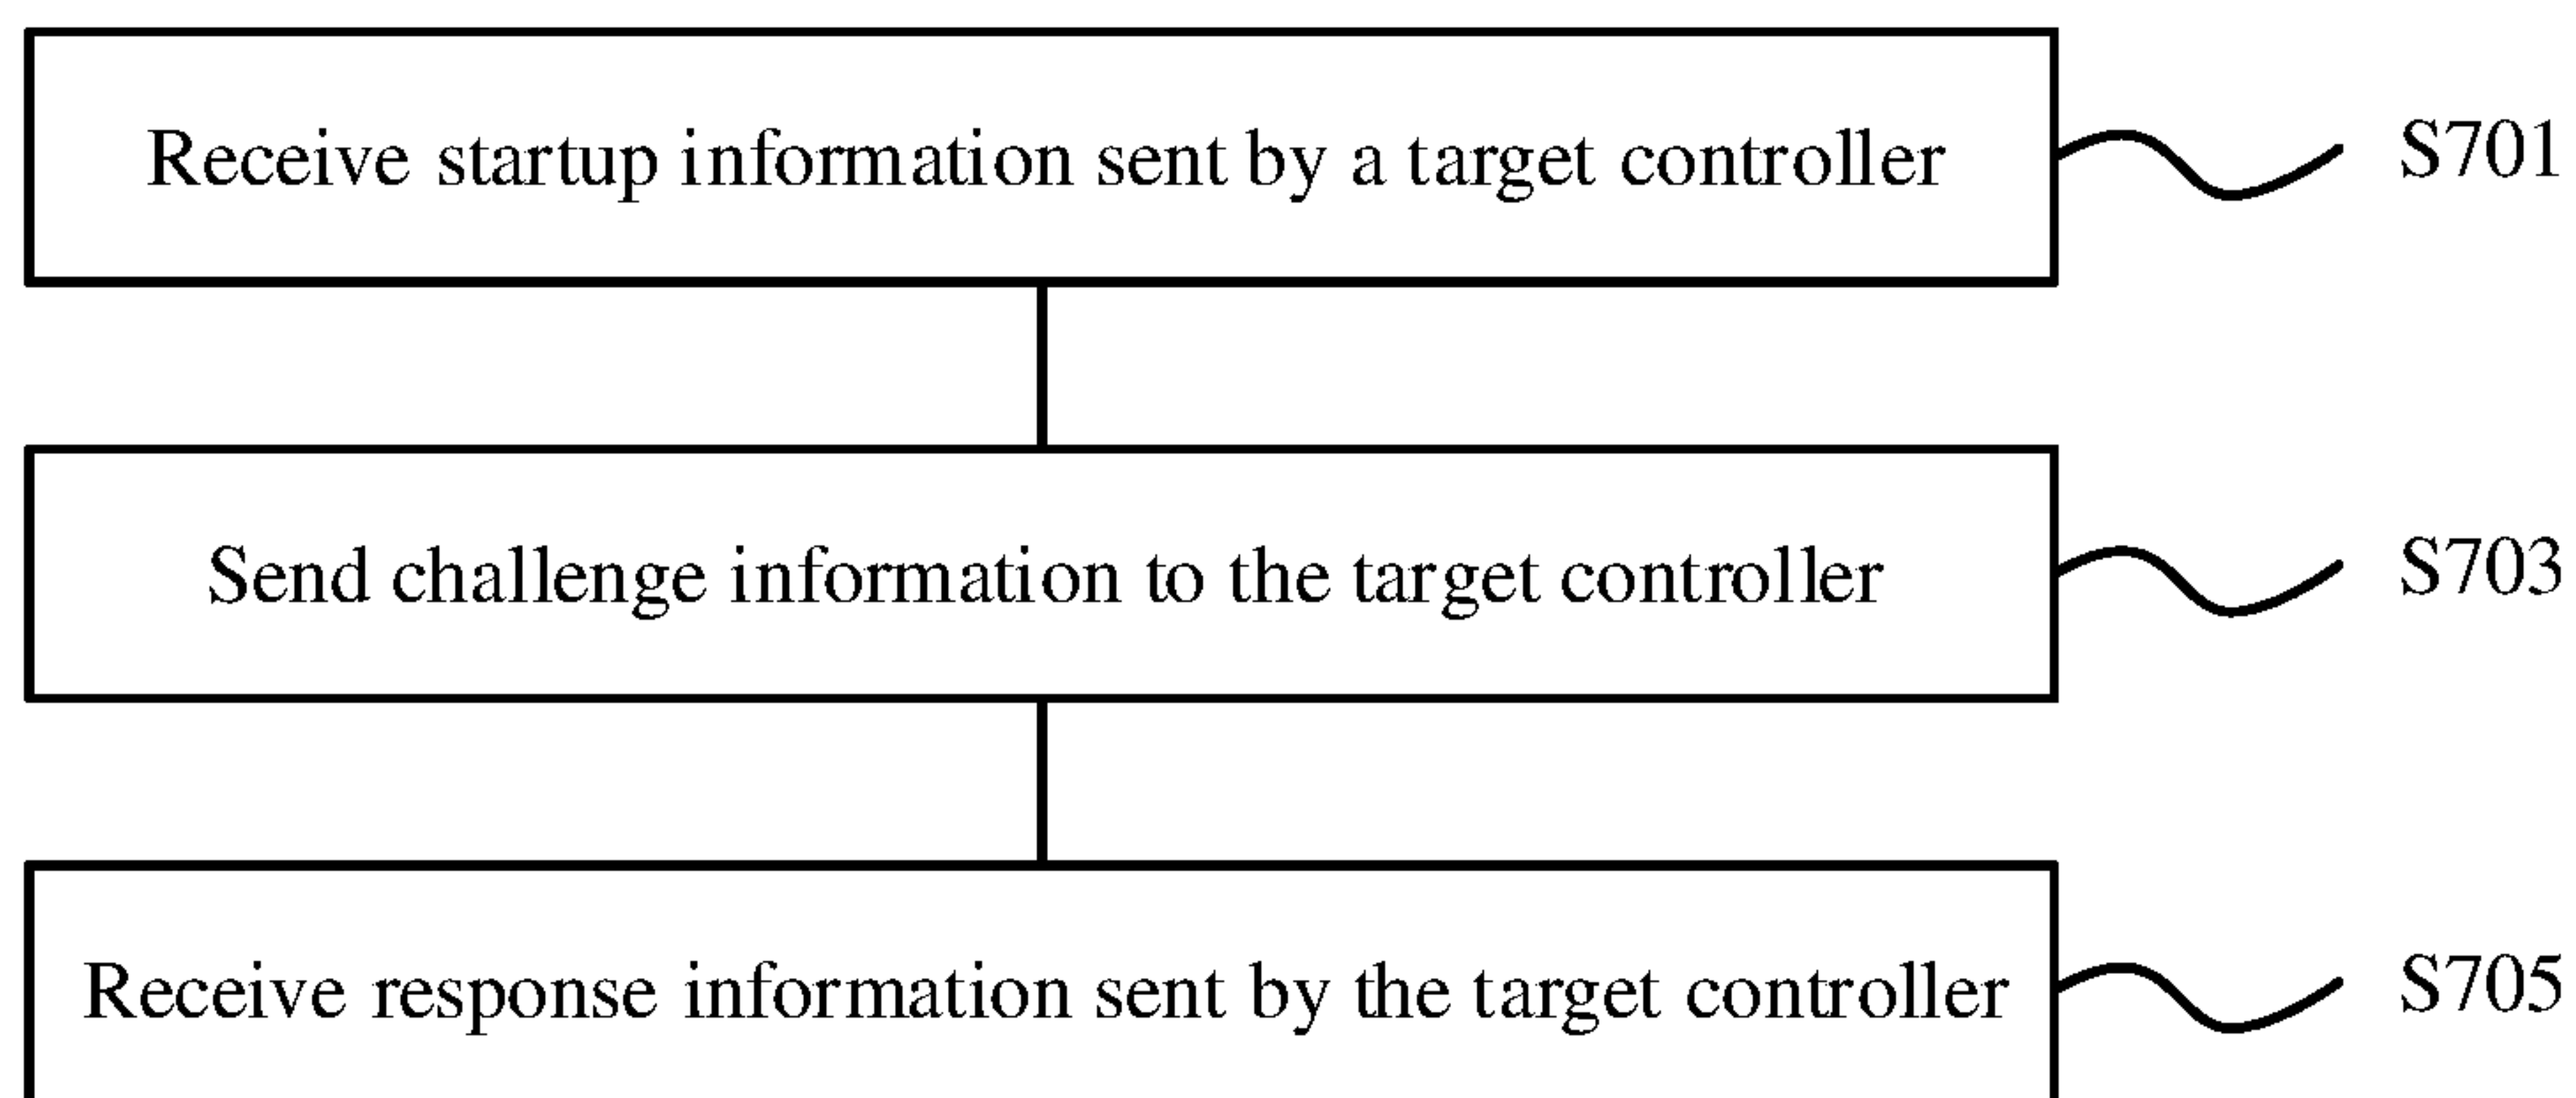 Receive startup information sent by a target controller S701
Send challenge information to the target controller S703
Receive response information sent by the target controller S705